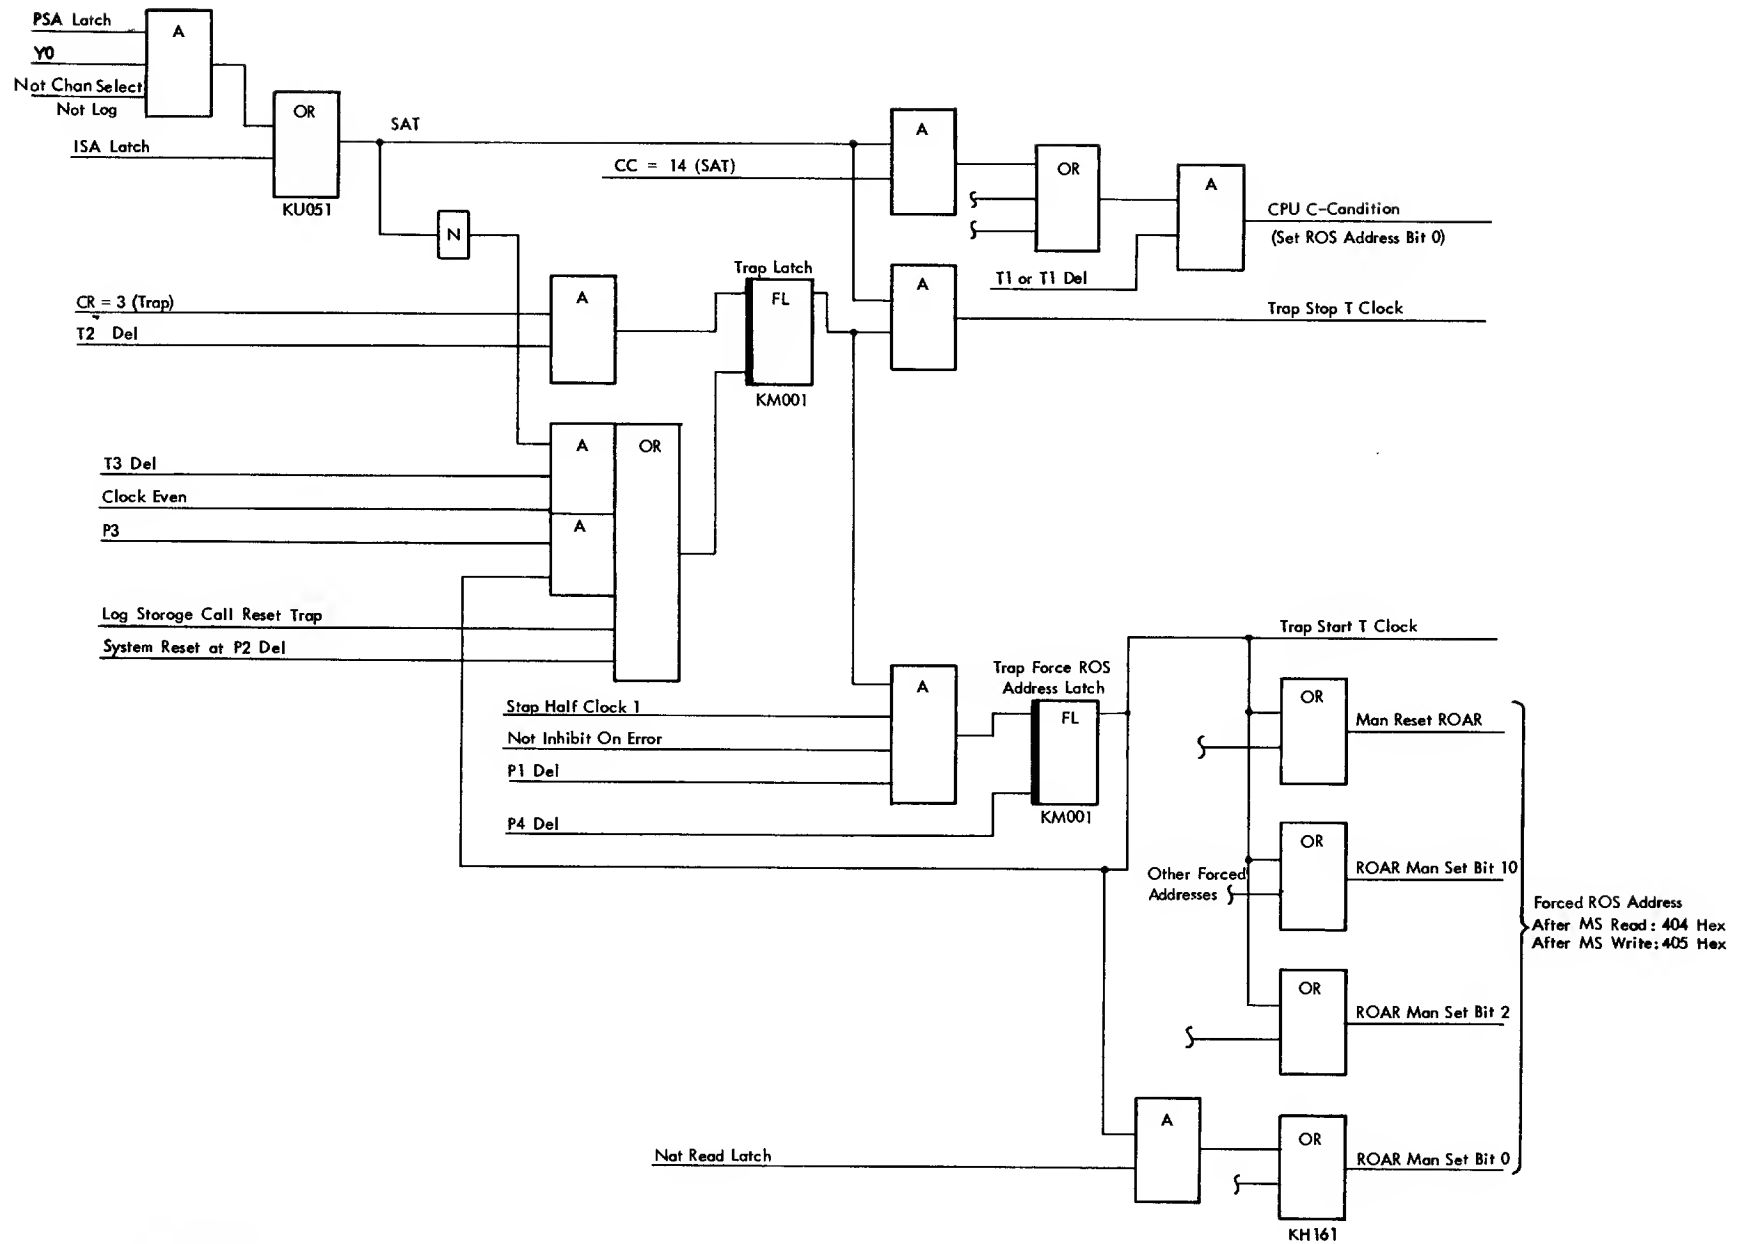 PSA Latch
A
Y0
Not Chan Select
Not Log
OR
ISA Latch
KU051
SAT
A
CC = 14 (SAT)
OR
A
CPU C-Condition
(Set ROS Address Bit 0)
T1 or T1 Del
N
Trap Latch
FL
KM001
CR = 3 (Trap)
A
T2 Del
A
Trap Stop T Clock
A
OR
T3 Del
Clock Even
A
P3
Log Storage Call Reset Trap
System Reset at P2 Del
Trap Start T Clock
A
Trap Force ROS
Address Latch
FL
KM001
Stop Half Clock 1
Not Inhibit On Error
P1 Del
P4 Del
OR
Man Reset ROAR
OR
Other Forced
Addresses
ROAR Man Set Bit 10
Forced ROS Address
After MS Read: 404 Hex
After MS Write: 405 Hex
OR
ROAR Man Set Bit 2
A
Not Read Latch
OR
ROAR Man Set Bit 0
KH161